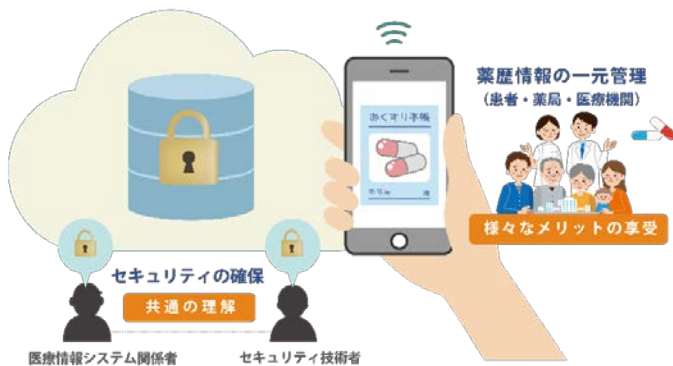 薬歴情報の一元管理
(患者・薬局・医療機関)
おくすり手帳
様々なメリットの享受
セキュリティの確保
共通の理解
医療情報システム関係者
セキュリティ技術者